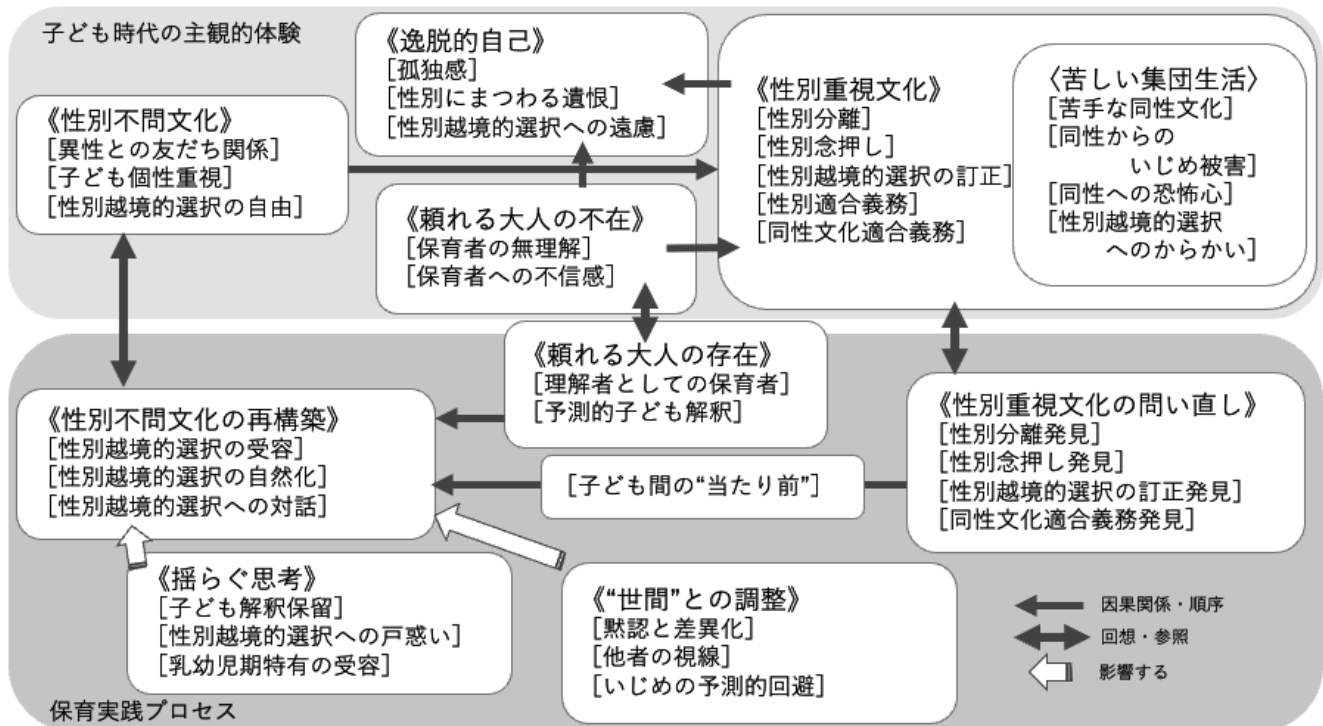 子ども時代の主観的体験
《逸脱的自己》
[孤独感]
[性別にまつわる遺恨]
[性別越境的選択への遠慮]
《性別不問文化》
[異性との友だち関係]
[子ども個性重視]
[性別越境的選択の自由]
《頼れる大人の不在》
[保育者の無理解]
[保育者への不信感]
《性別重視文化》
[性別分離]
[性別念押し]
[性別越境的選択の訂正]
[性別適合義務]
[同性文化適合義務]
〈苦しい集団生活〉
[苦手な同性文化]
[同性からの
いじめ被害]
[同性への恐怖心]
[性別越境的選択
へのからかい]
《頼れる大人の存在》
[理解者としての保育者]
[予測的子ども解釈]
《性別不問文化の再構築》
[性別越境的選択の受容]
[性別越境的選択の自然化]
[性別越境的選択への対話]
[子ども間の“当たり前”]
《性別重視文化の問い直し》
[性別分離発見]
[性別念押し発見]
[性別越境的選択の訂正発見]
[同性文化適合義務発見]
《揺らぐ思考》
[子ども解釈保留]
[性別越境的選択への戸惑い]
[乳幼児期特有の受容]
《“世間”との調整》
[黙認と差異化]
[他者の視線]
[いじめの予測的回避]
因果関係・順序
回想・参照
影響する
保育実践プロセス